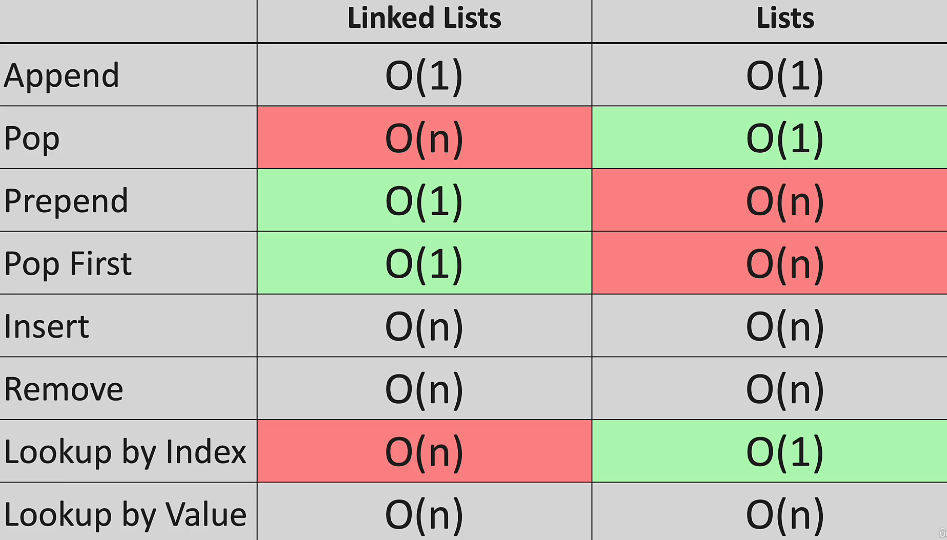 Linked Lists Lists
Append O(1) O(1)
Pop O(n) O(1)
Prepend O(1) O(n)
Pop First O(1) O(n)
Insert O(n) O(n)
Remove O(n) O(n)
Lookup by Index O(n) O(1)
Lookup by Value O(n) O(n)